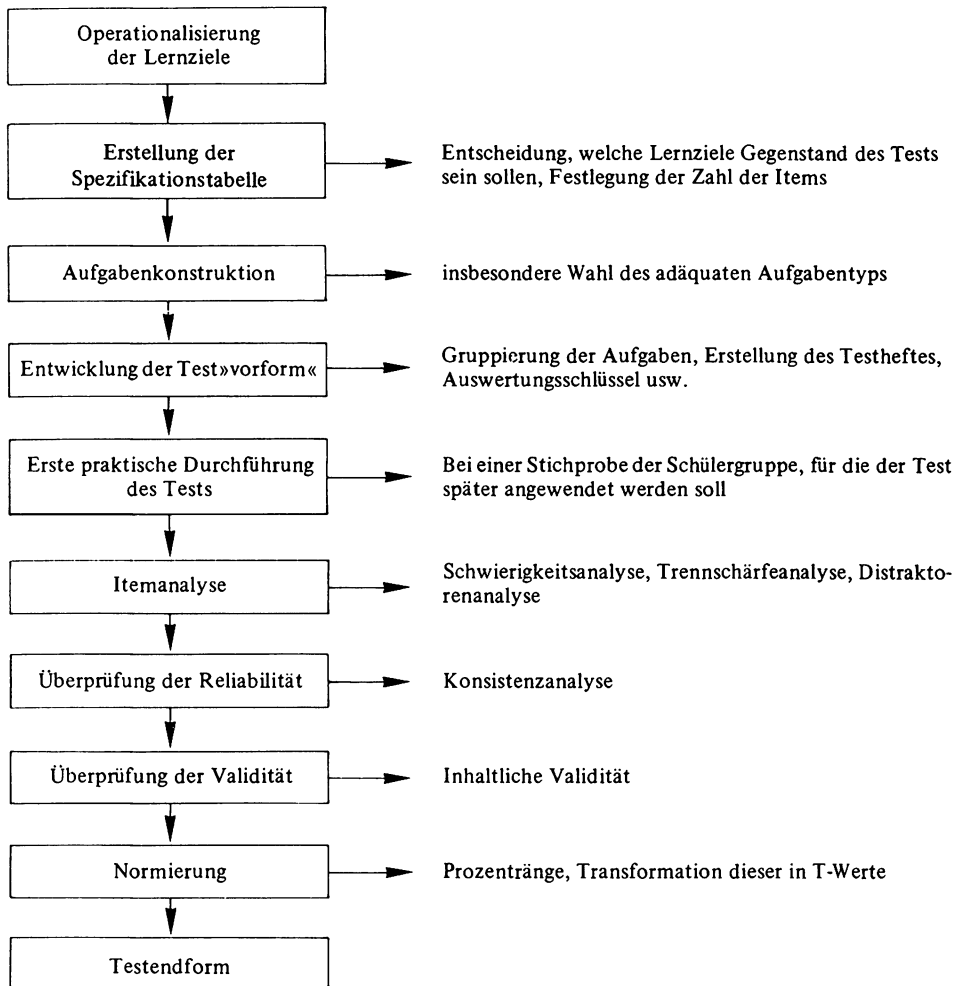 Operationalisierung
der Lernziele
Erstellung der
Spezifikationstabelle
Entscheidung, welche Lernziele Gegenstand des Tests
sein sollen, Festlegung der Zahl der Items
Aufgabenkonstruktion
insbesondere Wahl des adäquaten Aufgabentyps
Entwicklung der Test»vorform«
Gruppierung der Aufgaben, Erstellung des Testheftes,
Auswertungsschlüssel usw.
Erste praktische Durchführung
des Tests
Bei einer Stichprobe der Schülergruppe, für die der Test
später angewendet werden soll
Itemanalyse
Schwierigkeitsanalyse, Trennschärfeanalyse, Distrakto-
renanalyse
Überprüfung der Reliabilität
Konsistenzanalyse
Überprüfung der Validität
Inhaltliche Validität
Normierung
Prozentränge, Transformation dieser in T-Werte
Testendform